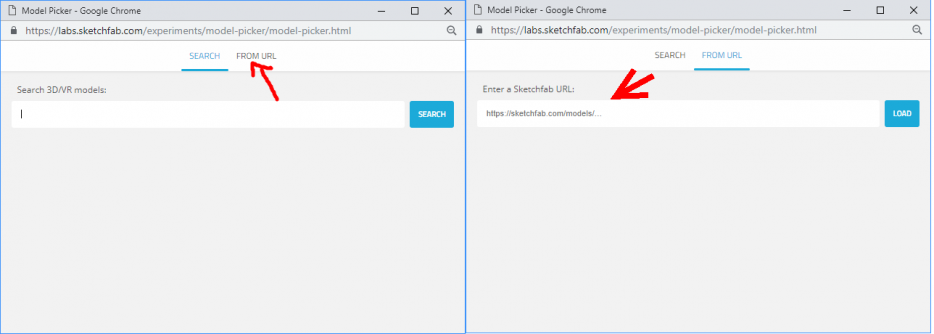 Model Picker - Google Chrome
https://labs.sketchfab.com/experiments/model-picker/model-picker.html
SEARCH FROM URL
Search 3D/VR models:
SEARCH
Model Picker - Google Chrome
https://labs.sketchfab.com/experiments/model-picker/model-picker.html
SEARCH FROM URL
Enter a Sketchfab URL:
https://sketchfab.com/models/...
LOAD